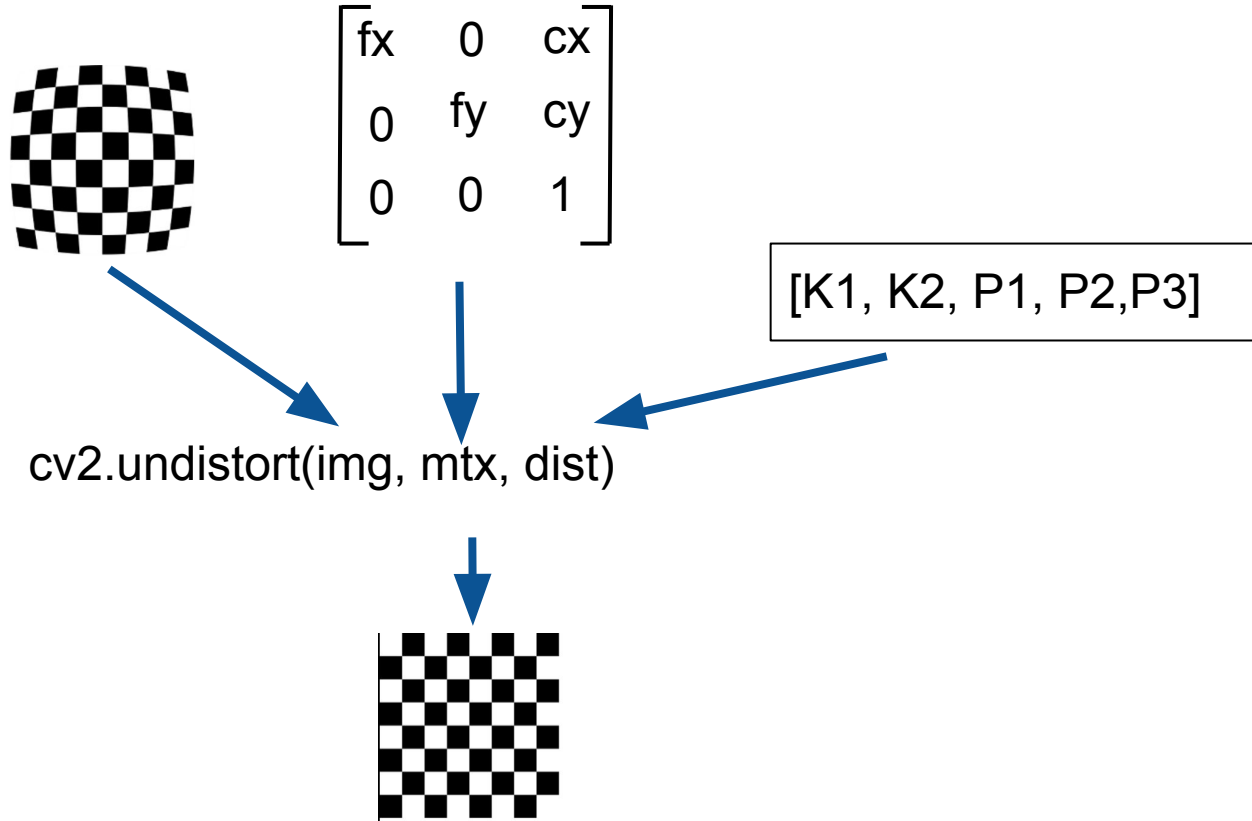 fx 0 cx
0 fy cy
0 0 1
[K1, K2, P1, P2,P3]
cv2.undistort(img, mtx, dist)